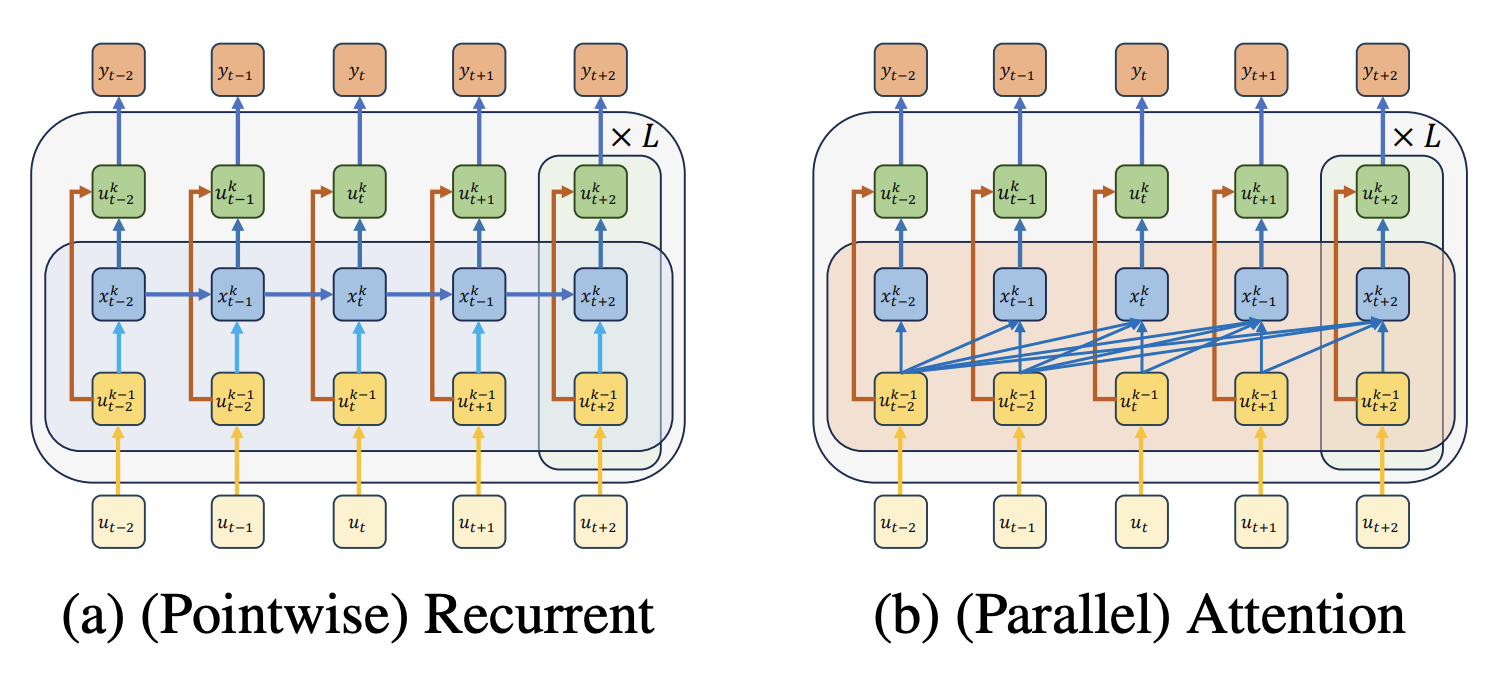 y_{t-2} y_{t-1} y_t y_{t+1} y_{t+2} y_{t-2} y_{t-1} y_t y_{t+1} y_{t+2}
× L × L
u_{t-2}^k u_{t-1}^k u_t^k u_{t+1}^k u_{t+2}^k u_{t-2}^k u_{t-1}^k u_t^k u_{t+1}^k u_{t+2}^k
x_{t-2}^k x_{t-1}^k x_t^k x_{t-1}^k x_{t+2}^k x_{t-2}^k x_{t-1}^k x_t^k x_{t-1}^k x_{t+2}^k
u_{t-2}^{k-1} u_{t-2}^{k-1} u_t^{k-1} u_{t+1}^{k-1} u_{t+2}^{k-1} u_{t-2}^{k-1} u_{t-2}^{k-1} u_t^{k-1} u_{t+1}^{k-1} u_{t+2}^{k-1}
u_{t-2} u_{t-1} u_t u_{t+1} u_{t+2} u_{t-2} u_{t-1} u_t u_{t+1} u_{t+2}
(a) (Pointwise) Recurrent (b) (Parallel) Attention